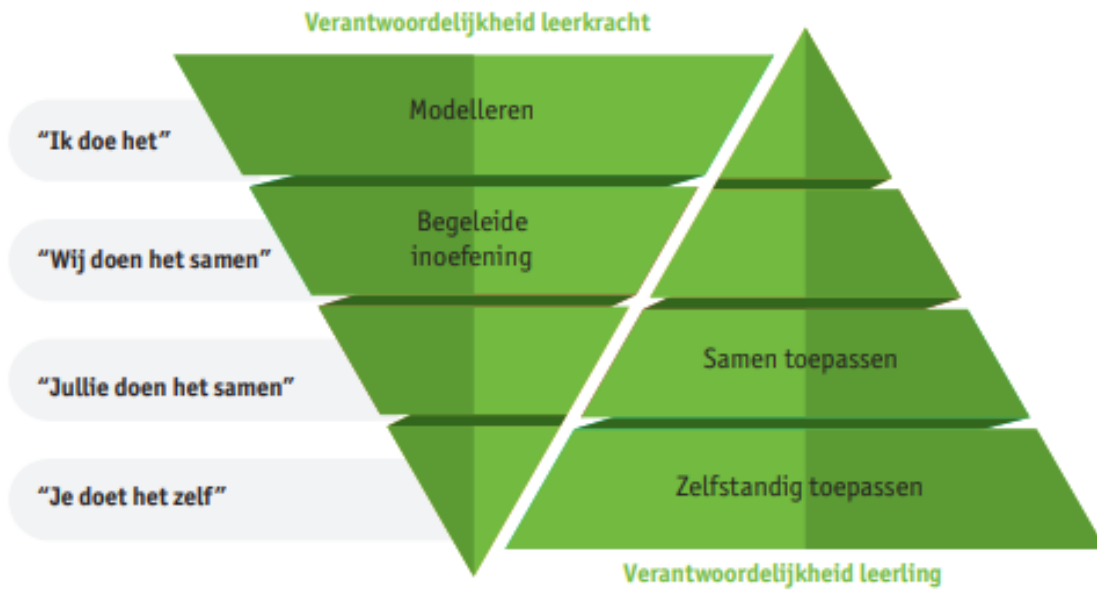 Verantwoordelijkheid leerkracht
Modelleren
“Ik doe het”
Begeleide
inoefening
“Wij doen het samen”
Samen toepassen
“Jullie doen het samen”
Zelfstandig toepassen
“Je doet het zelf”
Verantwoordelijkheid leerling